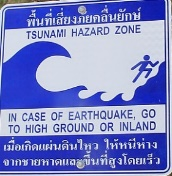 พื้นที่เสี่ยงภัยคลื่นยักษ์
TSUNAMI HAZARD ZONE
IN CASE OF EARTHQUAKE, GO
TO HIGH GROUND OR INLAND
เมื่อเกิดแผ่นดินไหว ให้หนีห่าง
จากชายหาดและขึ้นที่สูงโดยเร็ว